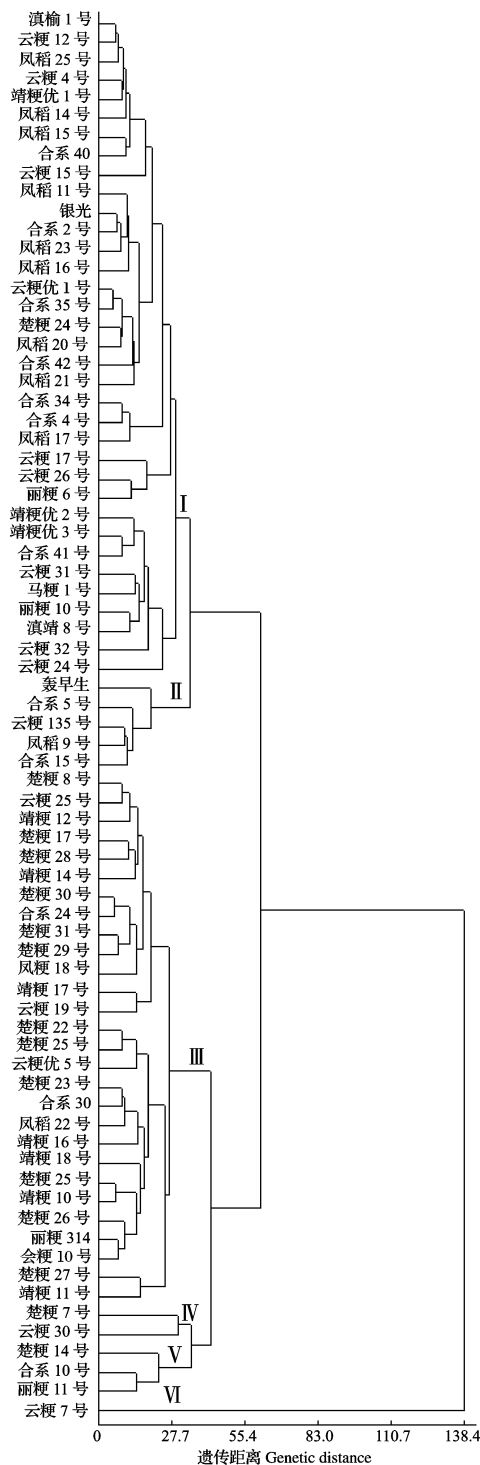 滇榆 1 号
云粳 12 号
凤稻 25 号
云粳 4 号
靖粳优 1 号
凤稻 14 号
凤稻 15 号
合系 40
云粳 15 号
凤稻 11 号
银光
合系 2 号
凤稻 23 号
凤稻 16 号
云粳优 1 号
合系 35 号
楚粳 24 号
凤稻 20 号
合系 42 号
凤稻 21 号
合系 34 号
合系 4 号
凤稻 17 号
云粳 17 号
云粳 26 号
丽粳 6 号
Ⅰ
靖粳优 2 号
靖粳优 3 号
合系 41 号
云粳 31 号
马粳 1 号
丽粳 10 号
滇靖 8 号
云粳 32 号
云粳 24 号
轰早生
Ⅱ
合系 5 号
云粳 135 号
凤稻 9 号
合系 15 号
楚粳 8 号
云粳 25 号
靖粳 12 号
楚粳 17 号
楚粳 28 号
靖粳 14 号
楚粳 30 号
合系 24 号
楚粳 31 号
楚粳 29 号
凤粳 18 号
靖粳 17 号
云粳 19 号
楚粳 22 号
楚粳 25 号
Ⅲ
云粳优 5 号
楚粳 23 号
合系 30
凤稻 22 号
靖粳 16 号
靖粳 18 号
楚粳 25 号
靖粳 10 号
楚粳 26 号
丽粳 314
会粳 10 号
楚粳 27 号
靖粳 11 号
楚粳 7 号
Ⅳ
云粳 30 号
楚粳 14 号
Ⅴ
合系 10 号
丽粳 11 号
Ⅵ
云粳 7 号
0 27.7 55.4 83.0 110.7 138.4
遗传距离 Genetic distance